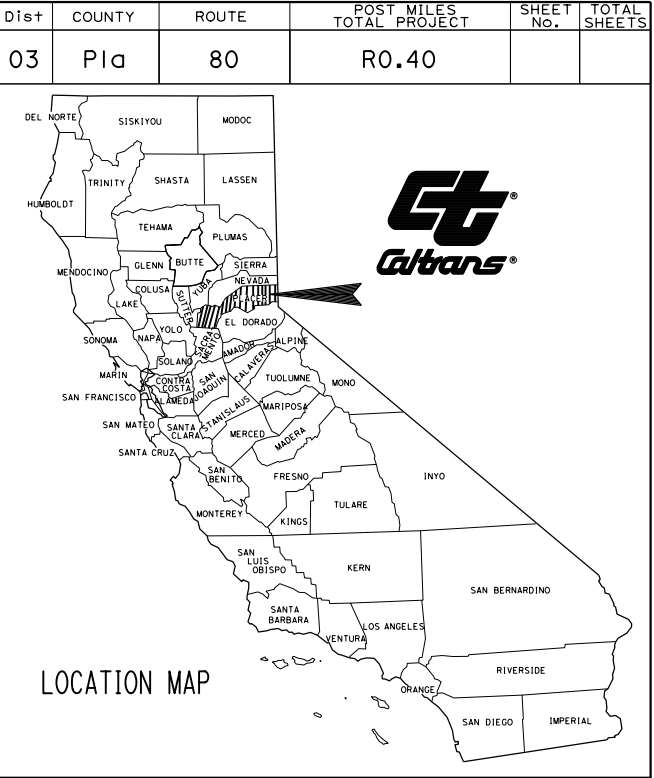 Dist COUNTY ROUTE POST MILES TOTAL PROJECT SHEET No. TOTAL SHEETS
03 Pla 80 R0.40
DEL NORTE
SISKIYOU
MODOC
TRINITY
SHASTA
LASSEN
HUMBOLDT
TEHAMA
PLUMAS
Ct®
Caltrans®
MENDOCINO
GLENN
BUTTE
SIERRA
NEVADA
YUBA
PLACER
COLUSA
SUTTER
LAKE
EL DORADO
SONOMA
NAPA
YOLO
SACRA
MENTO
ALPINE
AMADOR
SOLANO
CALAVERAS
MARIN
CONTRA
COSTA
SAN
JOAQUIN
TUOLUMNE
MONO
SAN FRANCISCO
ALAMEDA
STANISLAUS
MARIPOSA
SAN MATEO
SANTA
CLARA
MERCED
MADERA
SANTA CRUZ
SAN
BENITO
FRESNO
INYO
TULARE
MONTEREY
KINGS
SAN
LUIS
OBISPO
KERN
SAN BERNARDINO
SANTA
BARBARA
VENTURA
LOS ANGELES
LOCATION MAP
RIVERSIDE
ORANGE
SAN DIEGO
IMPERIAL